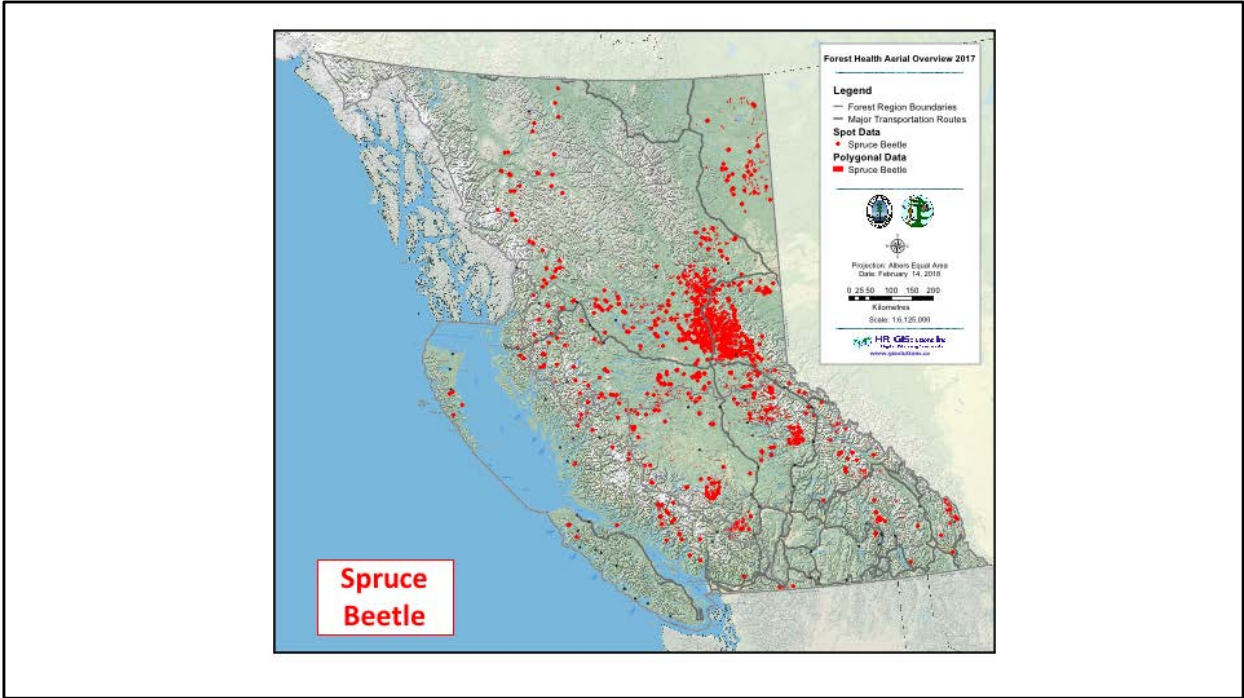 Forest Health Aerial Overview 2017
Legend
Forest Region Boundaries
Major Transportation Routes
Spot Data
Spruce Beetle
Polygonal Data
Spruce Beetle
Projection: Albers Equal Area
Date: February 14, 2018
0 25 50 100 150 200
Kilometres
Scale: 1:6,125,000
HR GISolutions Inc
www.gisolutions.ca
Spruce
Beetle